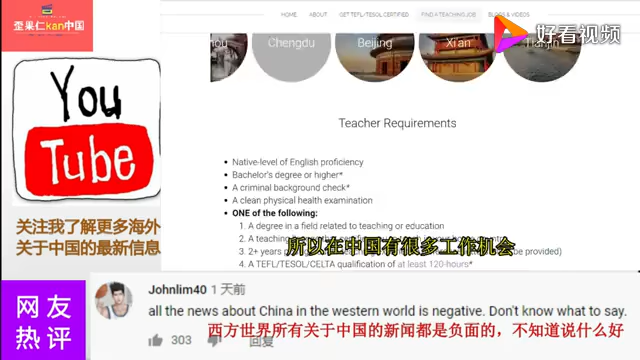 歪果仁kan中国
HOME ABOUT GET TEFL/TESOL CERTIFIED FIND A TEACHING JOB BLOGS & VIDEOS
好看视频
Chengdu Beijing Xi'an Tianjin
You
Tube
Teacher Requirements
Native-level of English proficiency
Bachelor's degree or higher*
A criminal background check*
A clean physical health examination
ONE of the following:
1. A degree in a field related to teaching or education
2. A teaching
3. 2+ years be provided)
4. A TEFL/TESOL/CELTA qualification of at least 120-hours*
所以在中国有很多工作机会
关注我了解更多海外
关于中国的最新信息
网友
热评
Johnlim40 1 天前
all the news about China in the western world is negative. Don't know what to say.
西方世界所有关于中国的新闻都是负面的，不知道说什么好
303 回复